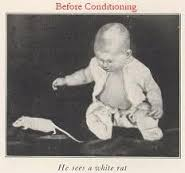 Before Conditioning
He sees a white rat